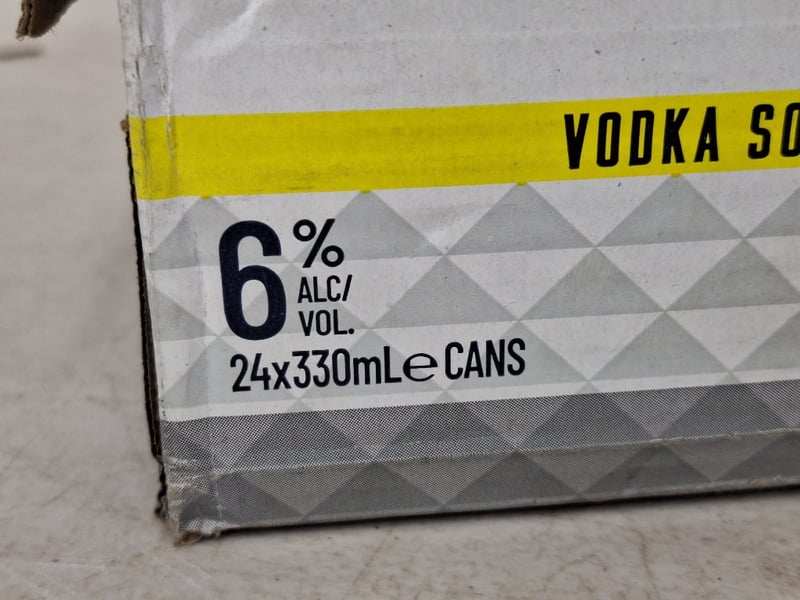 VODKA SO
6%
ALC/
VOL.
24x330mL℮ CANS